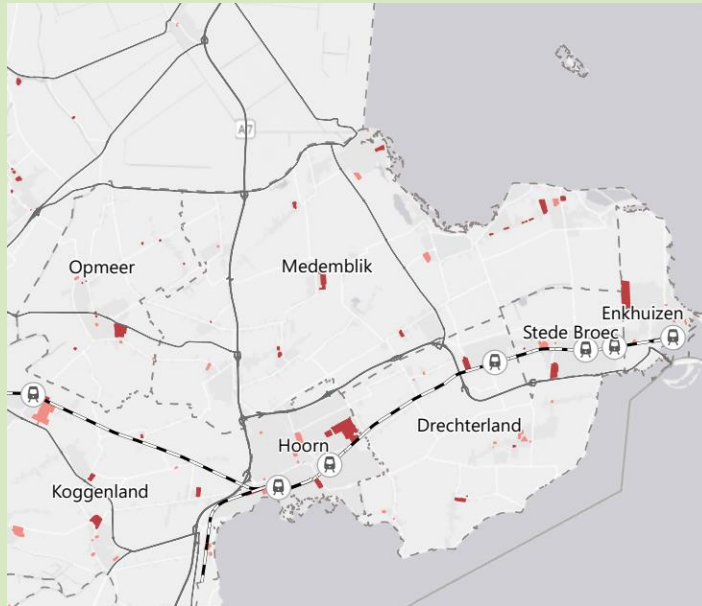 A7
Opmeer
Medemblik
Enkhuizen
Stede Broec
Drechterland
Hoorn
Koggenland